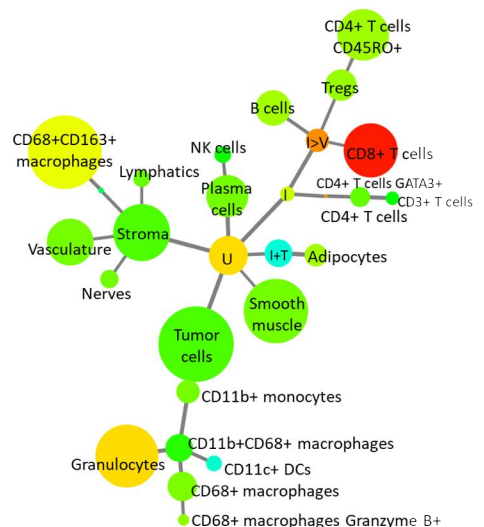 CD4+ T cells
CD45RO+
Tregs
B cells
I>V
CD8+ T cells
NK cells
CD68+CD163+
macrophages
Lymphatics
Plasma
cells
I
CD4+ T cells GATA3+
CD3+ T cells
CD4+ T cells
Stroma
Vasculature
Nerves
U
I+T
Adipocytes
Smooth
muscle
Tumor
cells
CD11b+ monocytes
CD11b+CD68+ macrophages
Granulocytes
CD11c+ DCs
CD68+ macrophages
CD68+ macrophages Granzyme B+